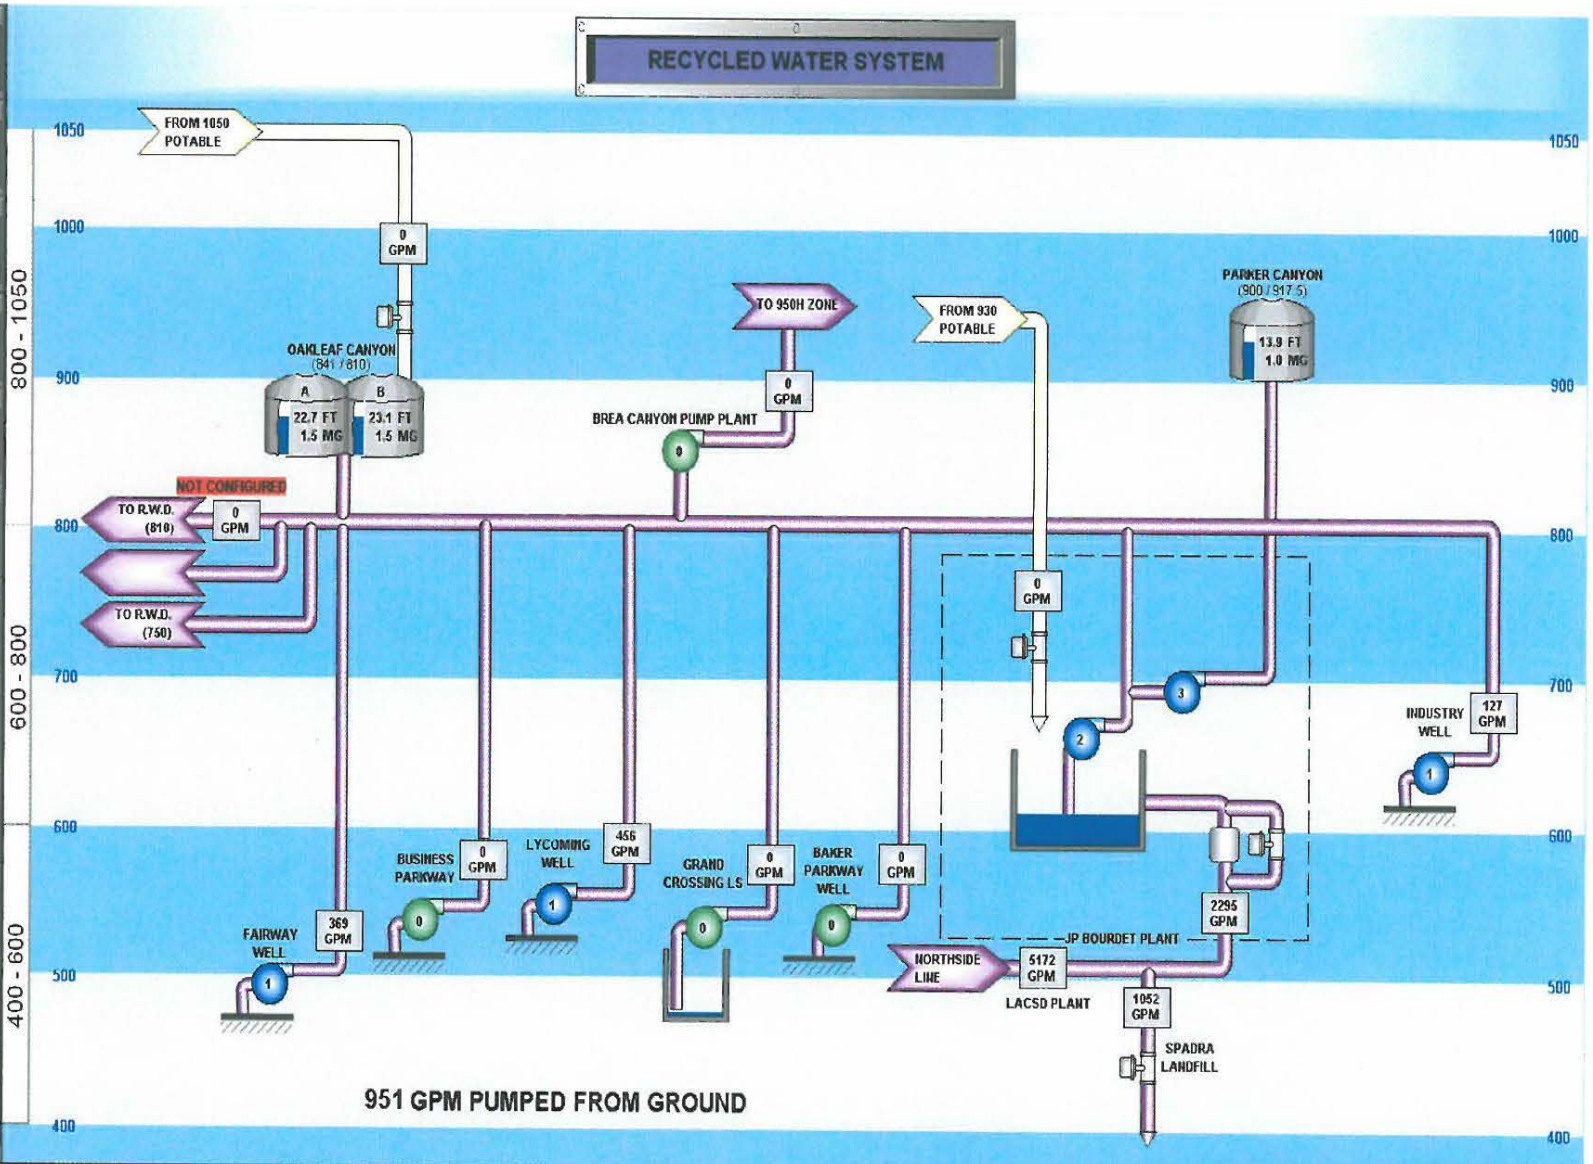 RECYCLED WATER SYSTEM
FROM 1050
POTABLE
1050
1050
1000
1000
0
GPM
800 - 1050
PARKER CANYON
(900 / 917.5)
13.9 FT
1.0 MG
TO 950H ZONE
FROM 930
POTABLE
OAKLEAF CANYON
(841 / 810)
A
22.7 FT
1.5 MG
B
23.1 FT
1.5 MG
900
900
0
GPM
BREA CANYON PUMP PLANT
0
NOT CONFIGURED
TO R.W.D.
(810)
0
GPM
800
800
TO R.W.D.
(750)
0
GPM
600 - 800
700
700
3
2
127
GPM
INDUSTRY
WELL
1
600
600
BUSINESS
PARKWAY
0
GPM
0
LYCOMING
WELL
456
GPM
1
GRAND
CROSSING LS
0
GPM
0
BAKER
PARKWAY
WELL
0
GPM
0
2295
GPM
JP BOURDET PLANT
FAIRWAY
WELL
369
GPM
1
400 - 600
500
500
NORTHSIDE
LINE
5172
GPM
LACSD PLANT
1052
GPM
SPADRA
LANDFILL
951 GPM PUMPED FROM GROUND
400
400